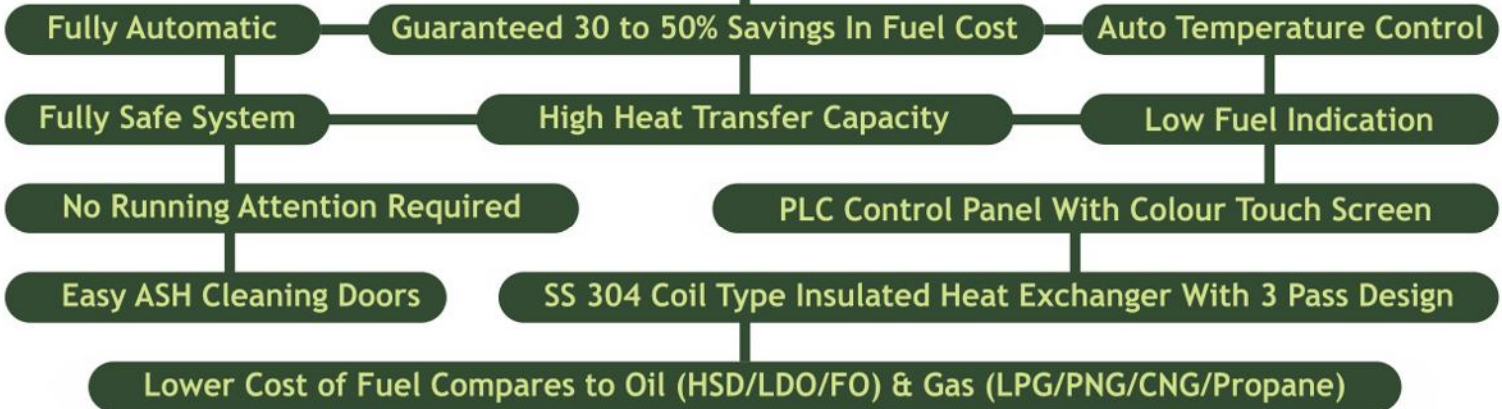 Fully Automatic
Guaranteed 30 to 50% Savings In Fuel Cost
Auto Temperature Control
Fully Safe System
High Heat Transfer Capacity
Low Fuel Indication
No Running Attention Required
PLC Control Panel With Colour Touch Screen
Easy ASH Cleaning Doors
SS 304 Coil Type Insulated Heat Exchanger With 3 Pass Design
Lower Cost of Fuel Compares to Oil (HSD/LDO/FO) & Gas (LPG/PNG/CNG/Propane)